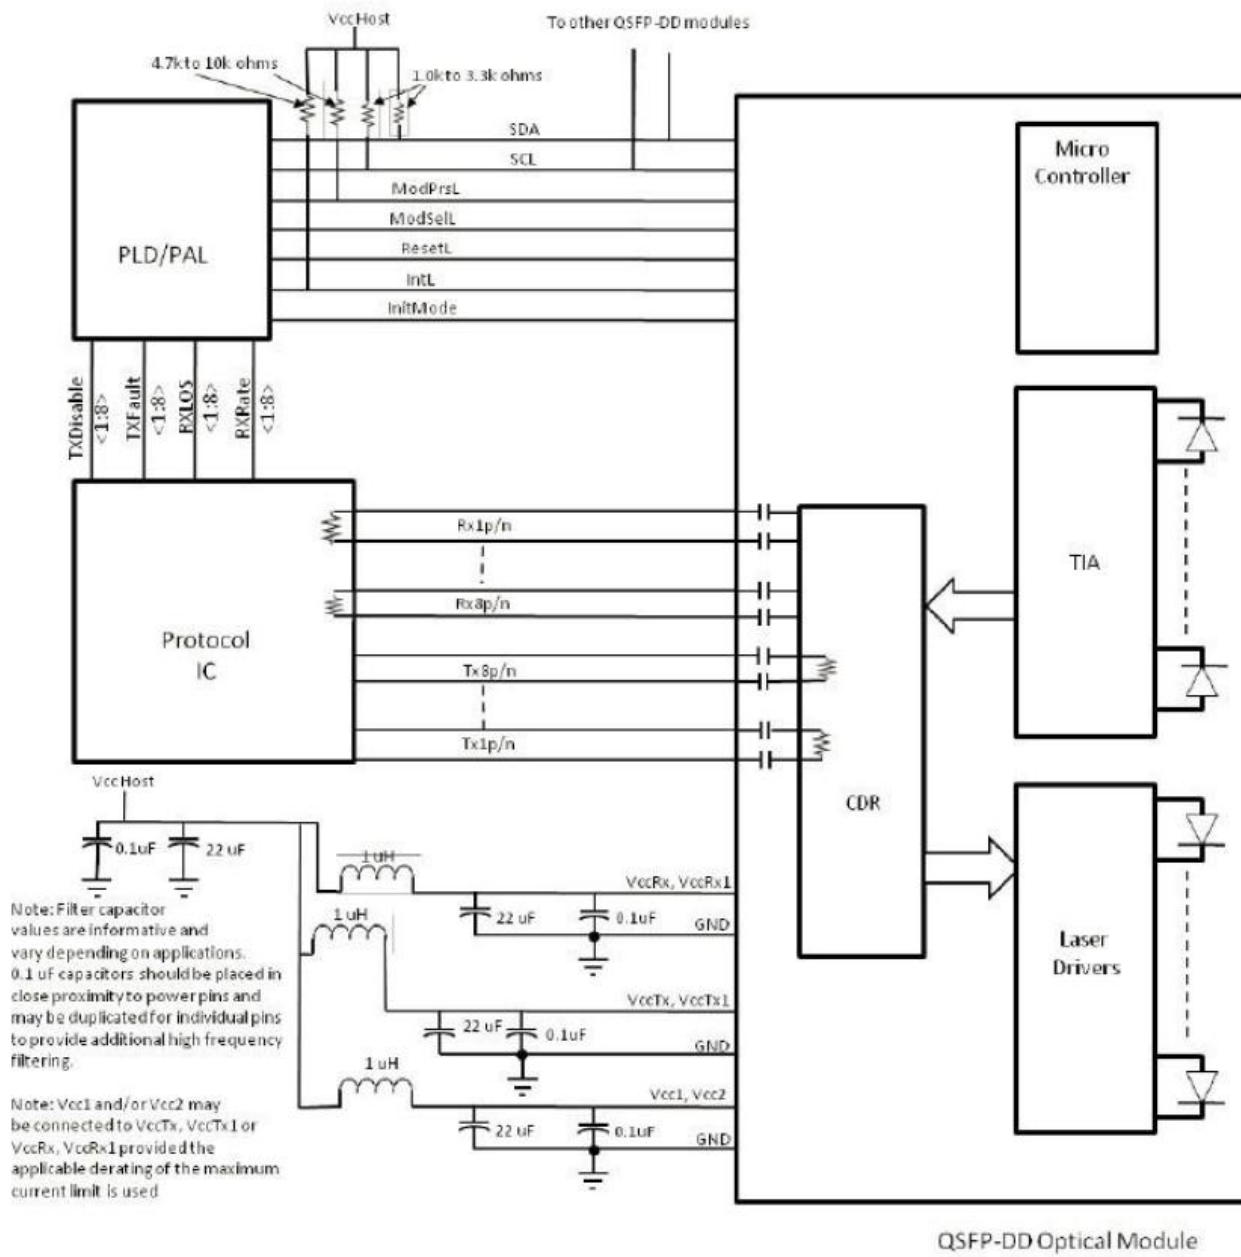 VccHost
To other QSFP-DD modules
4.7k to 10k ohms
1.0k to 3.3k ohms
SDA
SCL
ModPrsL
ModSelL
ResetL
IntL
InitMode
PLD/PAL
Micro
Controller
TXDisable
<1:8>
TXFault
<1:8>
RXLOS
<1:8>
RXRate
<1:8>
Rx1p/n
Rx8p/n
Tx8p/n
Tx1p/n
Protocol
IC
TIA
CDR
Laser
Drivers
VccHost
0.1uF
22 uF
1 uH
VccRx, VccRx1
22 uF
0.1uF
GND
1 uH
VccTx, VccTx1
22 uF
0.1uF
GND
1 uH
Vcc1, Vcc2
22 uF
0.1uF
GND
Note: Filter capacitor
values are informative and
vary depending on applications.
0.1 uF capacitors should be placed in
close proximity to power pins and
may be duplicated for individual pins
to provide additional high frequency
filtering.
Note: Vcc1 and/or Vcc2 may
be connected to VccTx, VccTx1 or
VccRx, VccRx1 provided the
applicable derating of the maximum
current limit is used
QSFP-DD Optical Module